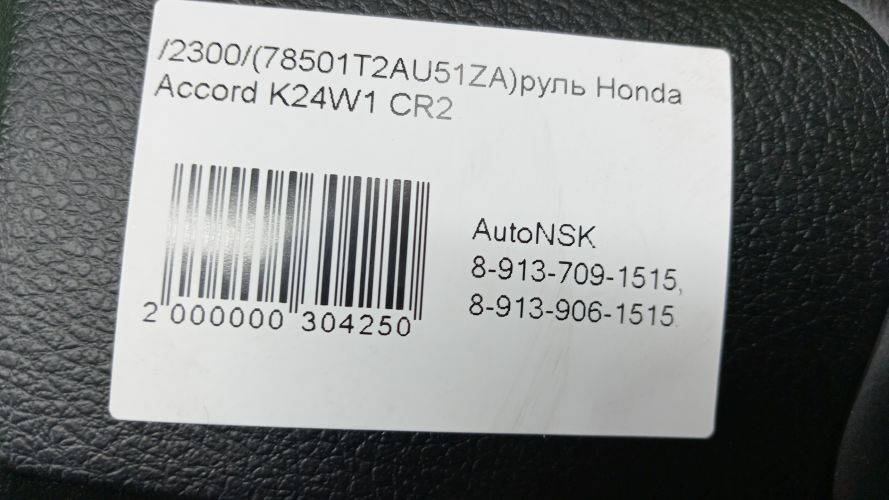 /2300/(78501T2AU51ZA)руль Honda
Accord K24W1 CR2
2 000000 304250
AutoNSK
8-913-709-1515,
8-913-906-1515